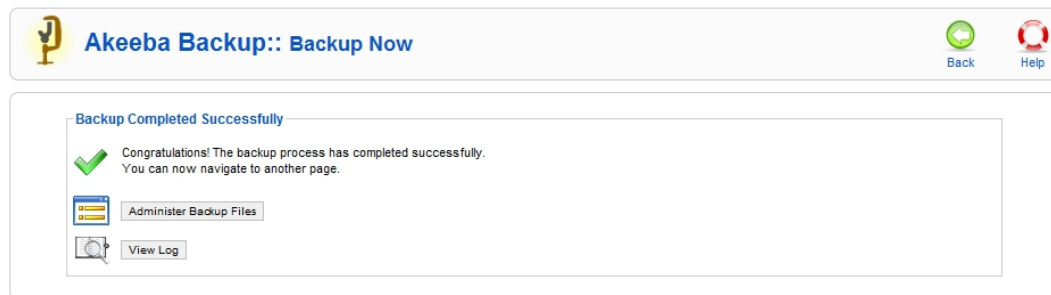 Akeeba Backup:: Backup Now
Back
Help
Backup Completed Successfully
Congratulations! The backup process has completed successfully.
You can now navigate to another page.
Administer Backup Files
View Log